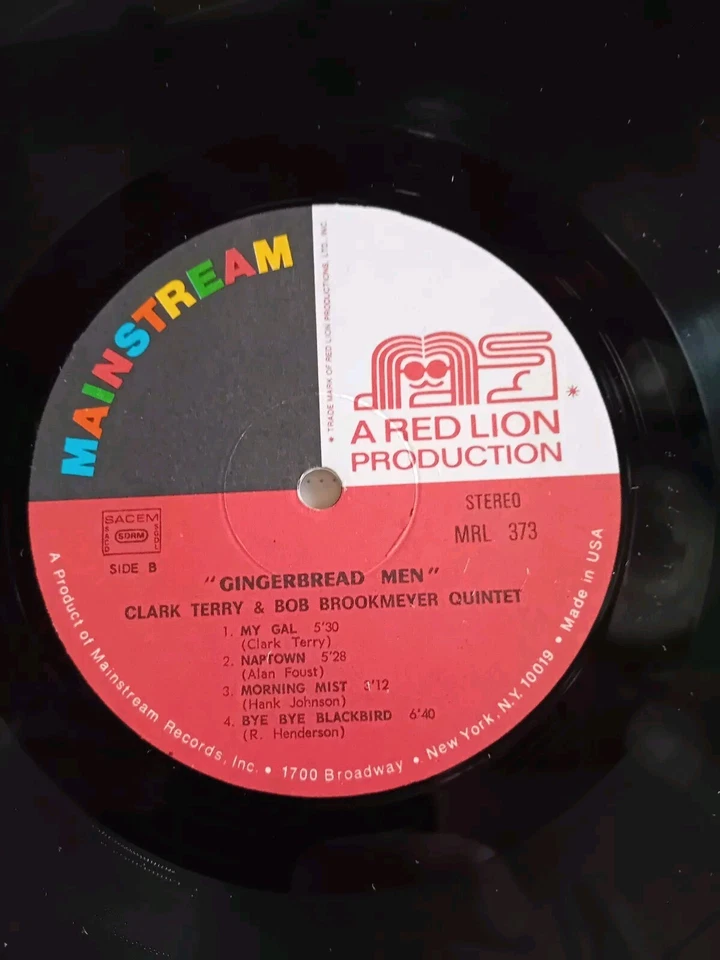 MAINSTREAM
* TRADE MARK OF RED LION PRODUCTIONS, LTD., INC.
A RED LION
PRODUCTION
*
STEREO
MRL 373
SACEM
SACD
SDRM
SCDL
SIDE B
"GINGERBREAD MEN"
CLARK TERRY & BOB BROOKMEYER QUINTET
1. MY GAL 5'30
(Clark Terry)
2. NAPTOWN 5'28
(Alan Foust)
3. MORNING MIST 3'12
(Hank Johnson)
4. BYE BYE BLACKBIRD 6'40
(R. Henderson)
A Product of Mainstream Records, Inc. • 1700 Broadway • New York, N.Y. 10019 • Made in USA